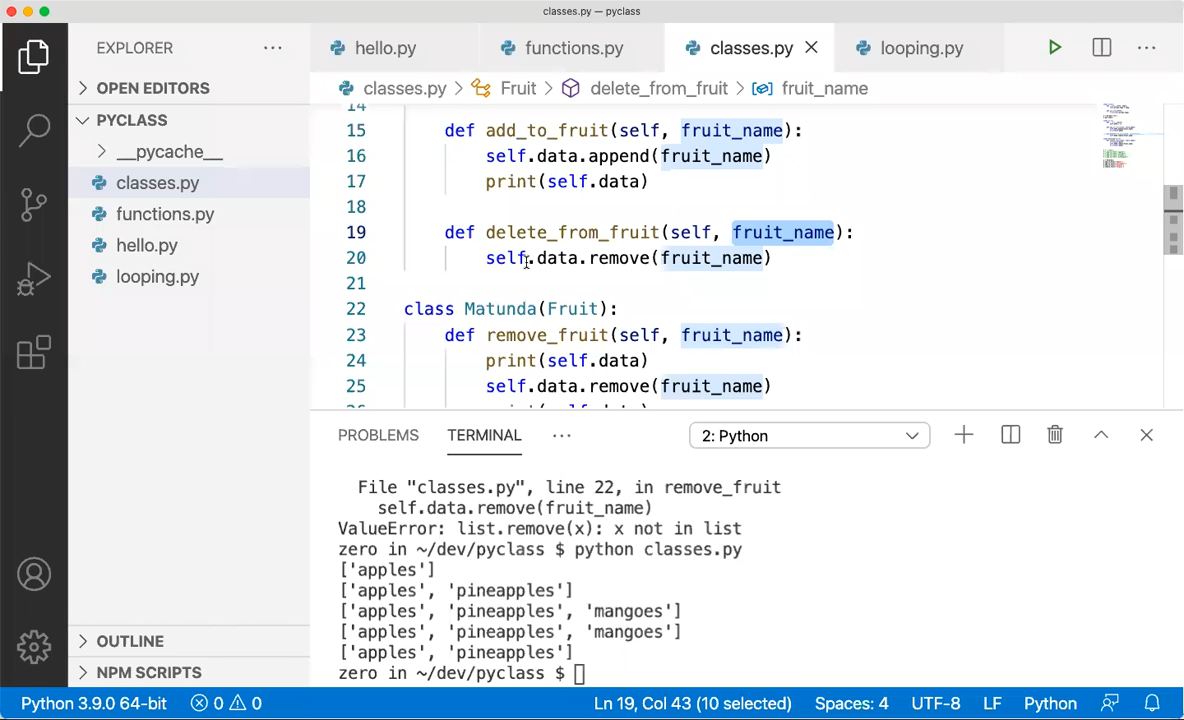 classes.py — pyclass
EXPLORER
hello.py
functions.py
classes.py
looping.py
OPEN EDITORS
classes.py > Fruit > delete_from_fruit > fruit_name
PYCLASS
__pycache__
classes.py
functions.py
hello.py
looping.py
OUTLINE
NPM SCRIPTS
14
15 def add_to_fruit(self, fruit_name):
16 self.data.append(fruit_name)
17 print(self.data)
18
19 def delete_from_fruit(self, fruit_name):
20 self.data.remove(fruit_name)
21
22 class Matunda(Fruit):
23 def remove_fruit(self, fruit_name):
24 print(self.data)
25 self.data.remove(fruit_name)
PROBLEMS TERMINAL 2: Python
File "classes.py", line 22, in remove_fruit
self.data.remove(fruit_name)
ValueError: list.remove(x): x not in list
zero in ~/dev/pyclass $ python classes.py
['apples']
['apples', 'pineapples']
['apples', 'pineapples', 'mangoes']
['apples', 'pineapples', 'mangoes']
['apples', 'pineapples']
zero in ~/dev/pyclass $
Python 3.9.0 64-bit 0 0 Ln 19, Col 43 (10 selected) Spaces: 4 UTF-8 LF Python